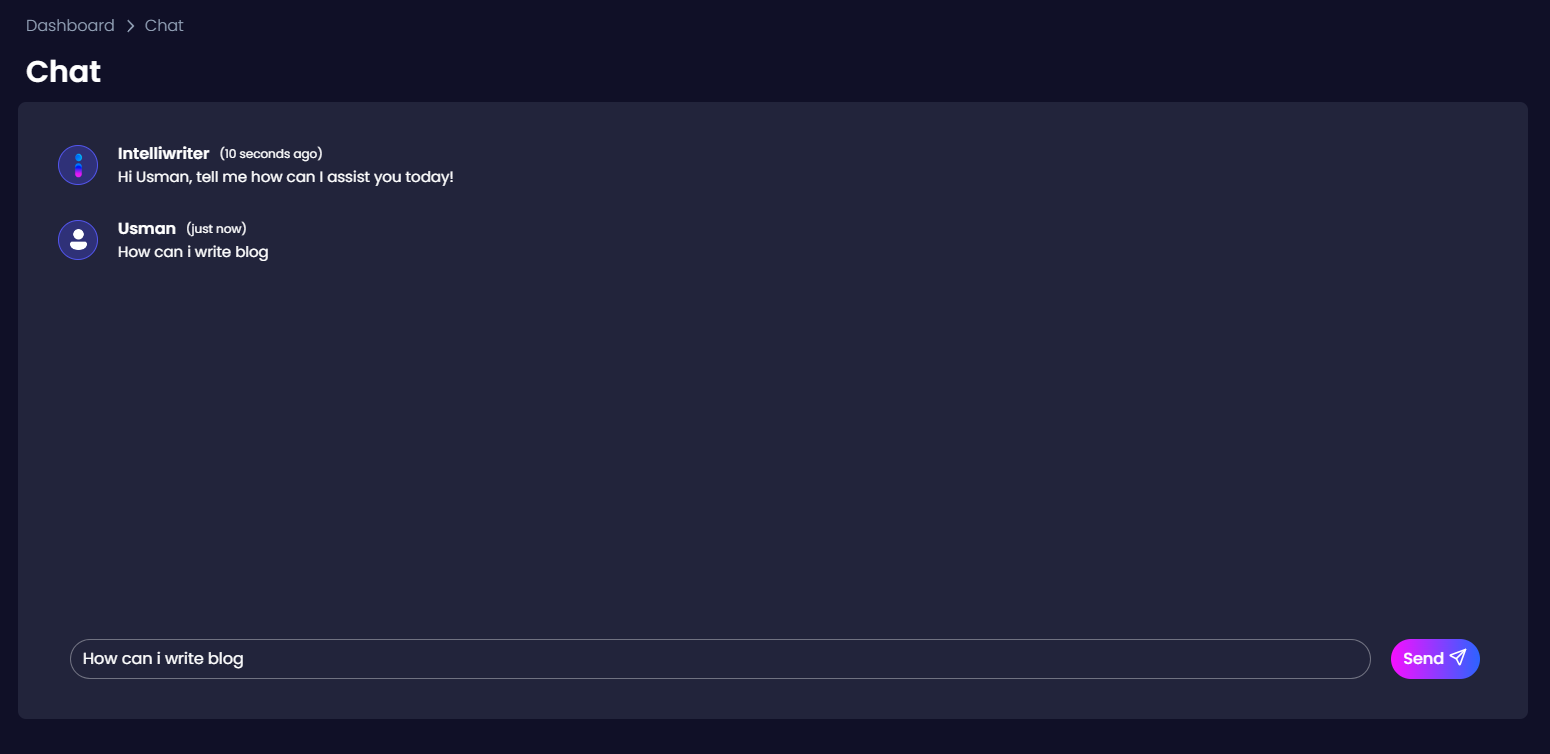 Dashboard > Chat
Chat
Intelliwriter (10 seconds ago)
Hi Usman, tell me how can I assist you today!
Usman (just now)
How can i write blog
How can i write blog
Send